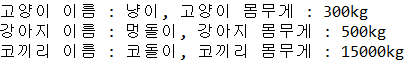 고양이 이름 : 냥이, 고양이 몸무게 : 300kg
강아지 이름 : 멍돌이, 강아지 몸무게 : 500kg
코끼리 이름 : 코돌이, 코끼리 몸무게 : 15000kg